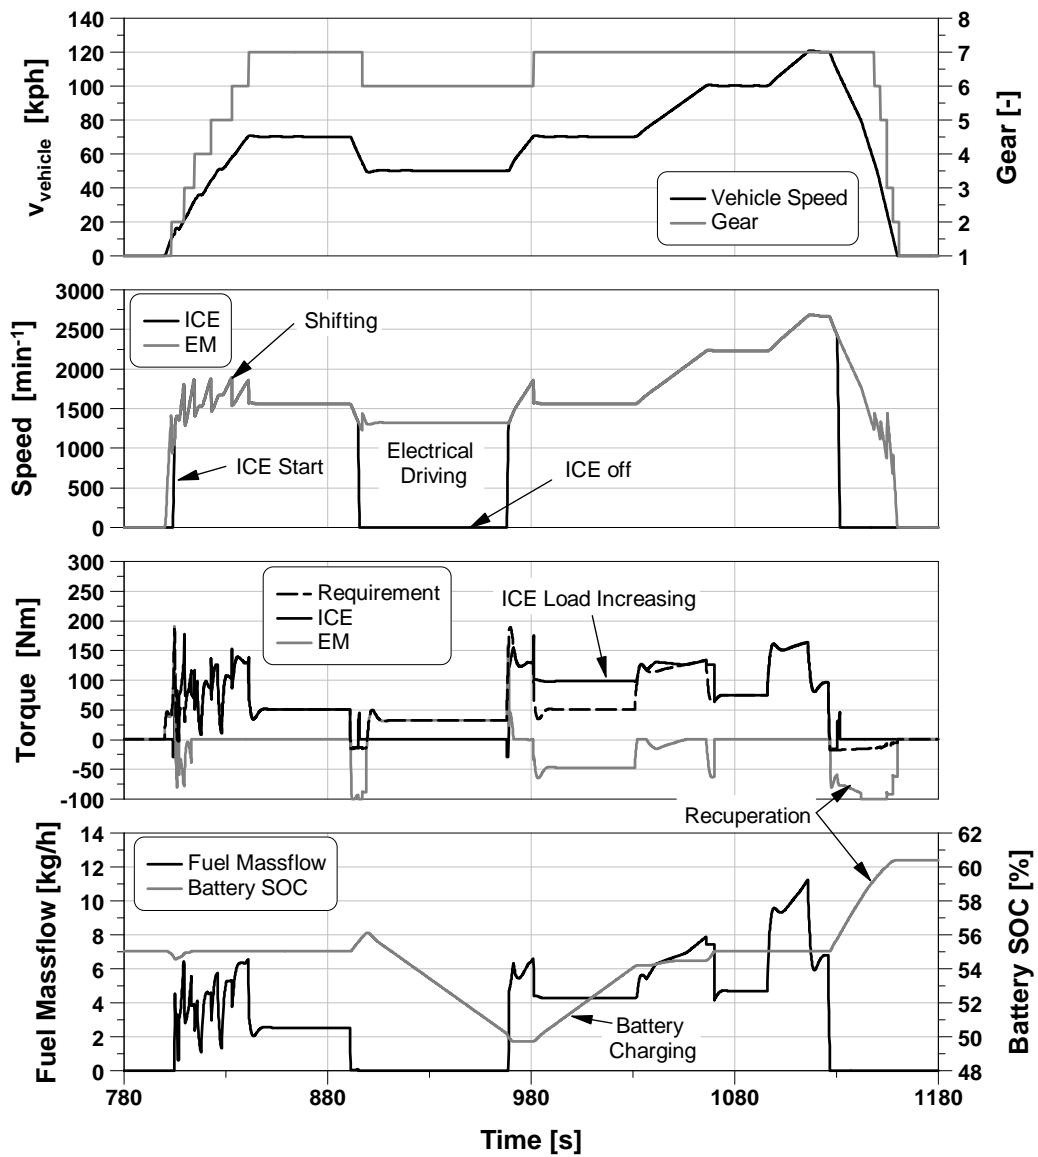 140
120
100
80
60
40
20
0
v_vehicle [kph]
8
7
6
5
4
3
2
1
Gear [-]
Vehicle Speed
Gear
3000
2500
2000
1500
1000
500
0
Speed [min⁻¹]
ICE
EM
Shifting
ICE Start
Electrical
Driving
ICE off
300
250
200
150
100
50
0
-50
-100
Torque [Nm]
Requirement
ICE
EM
ICE Load Increasing
Recuperation
14
12
10
8
6
4
2
0
Fuel Massflow [kg/h]
62
60
58
56
54
52
50
48
Battery SOC [%]
Fuel Massflow
Battery SOC
Battery
Charging
780 880 980 1080 1180
Time [s]